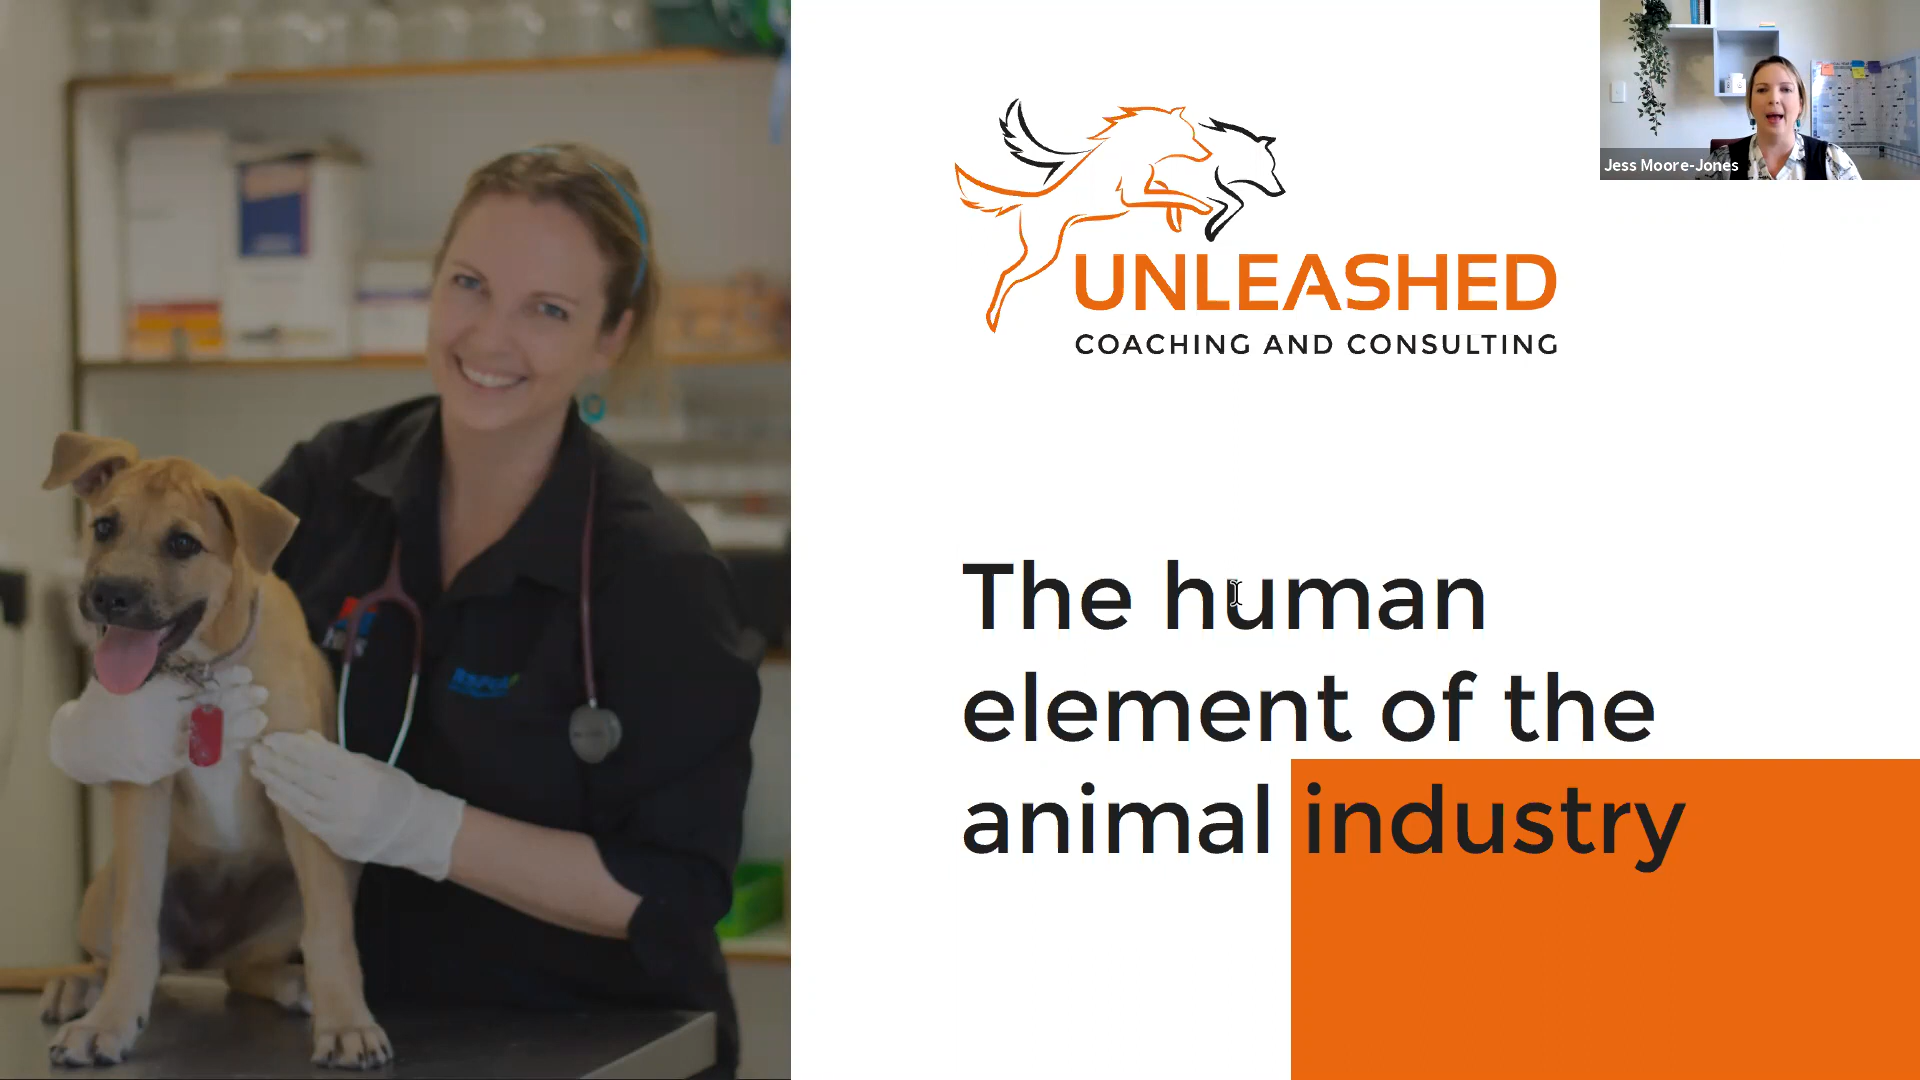 Jess Moore-Jones
UNLEASHED
COACHING AND CONSULTING
The human
element of the
animal industry